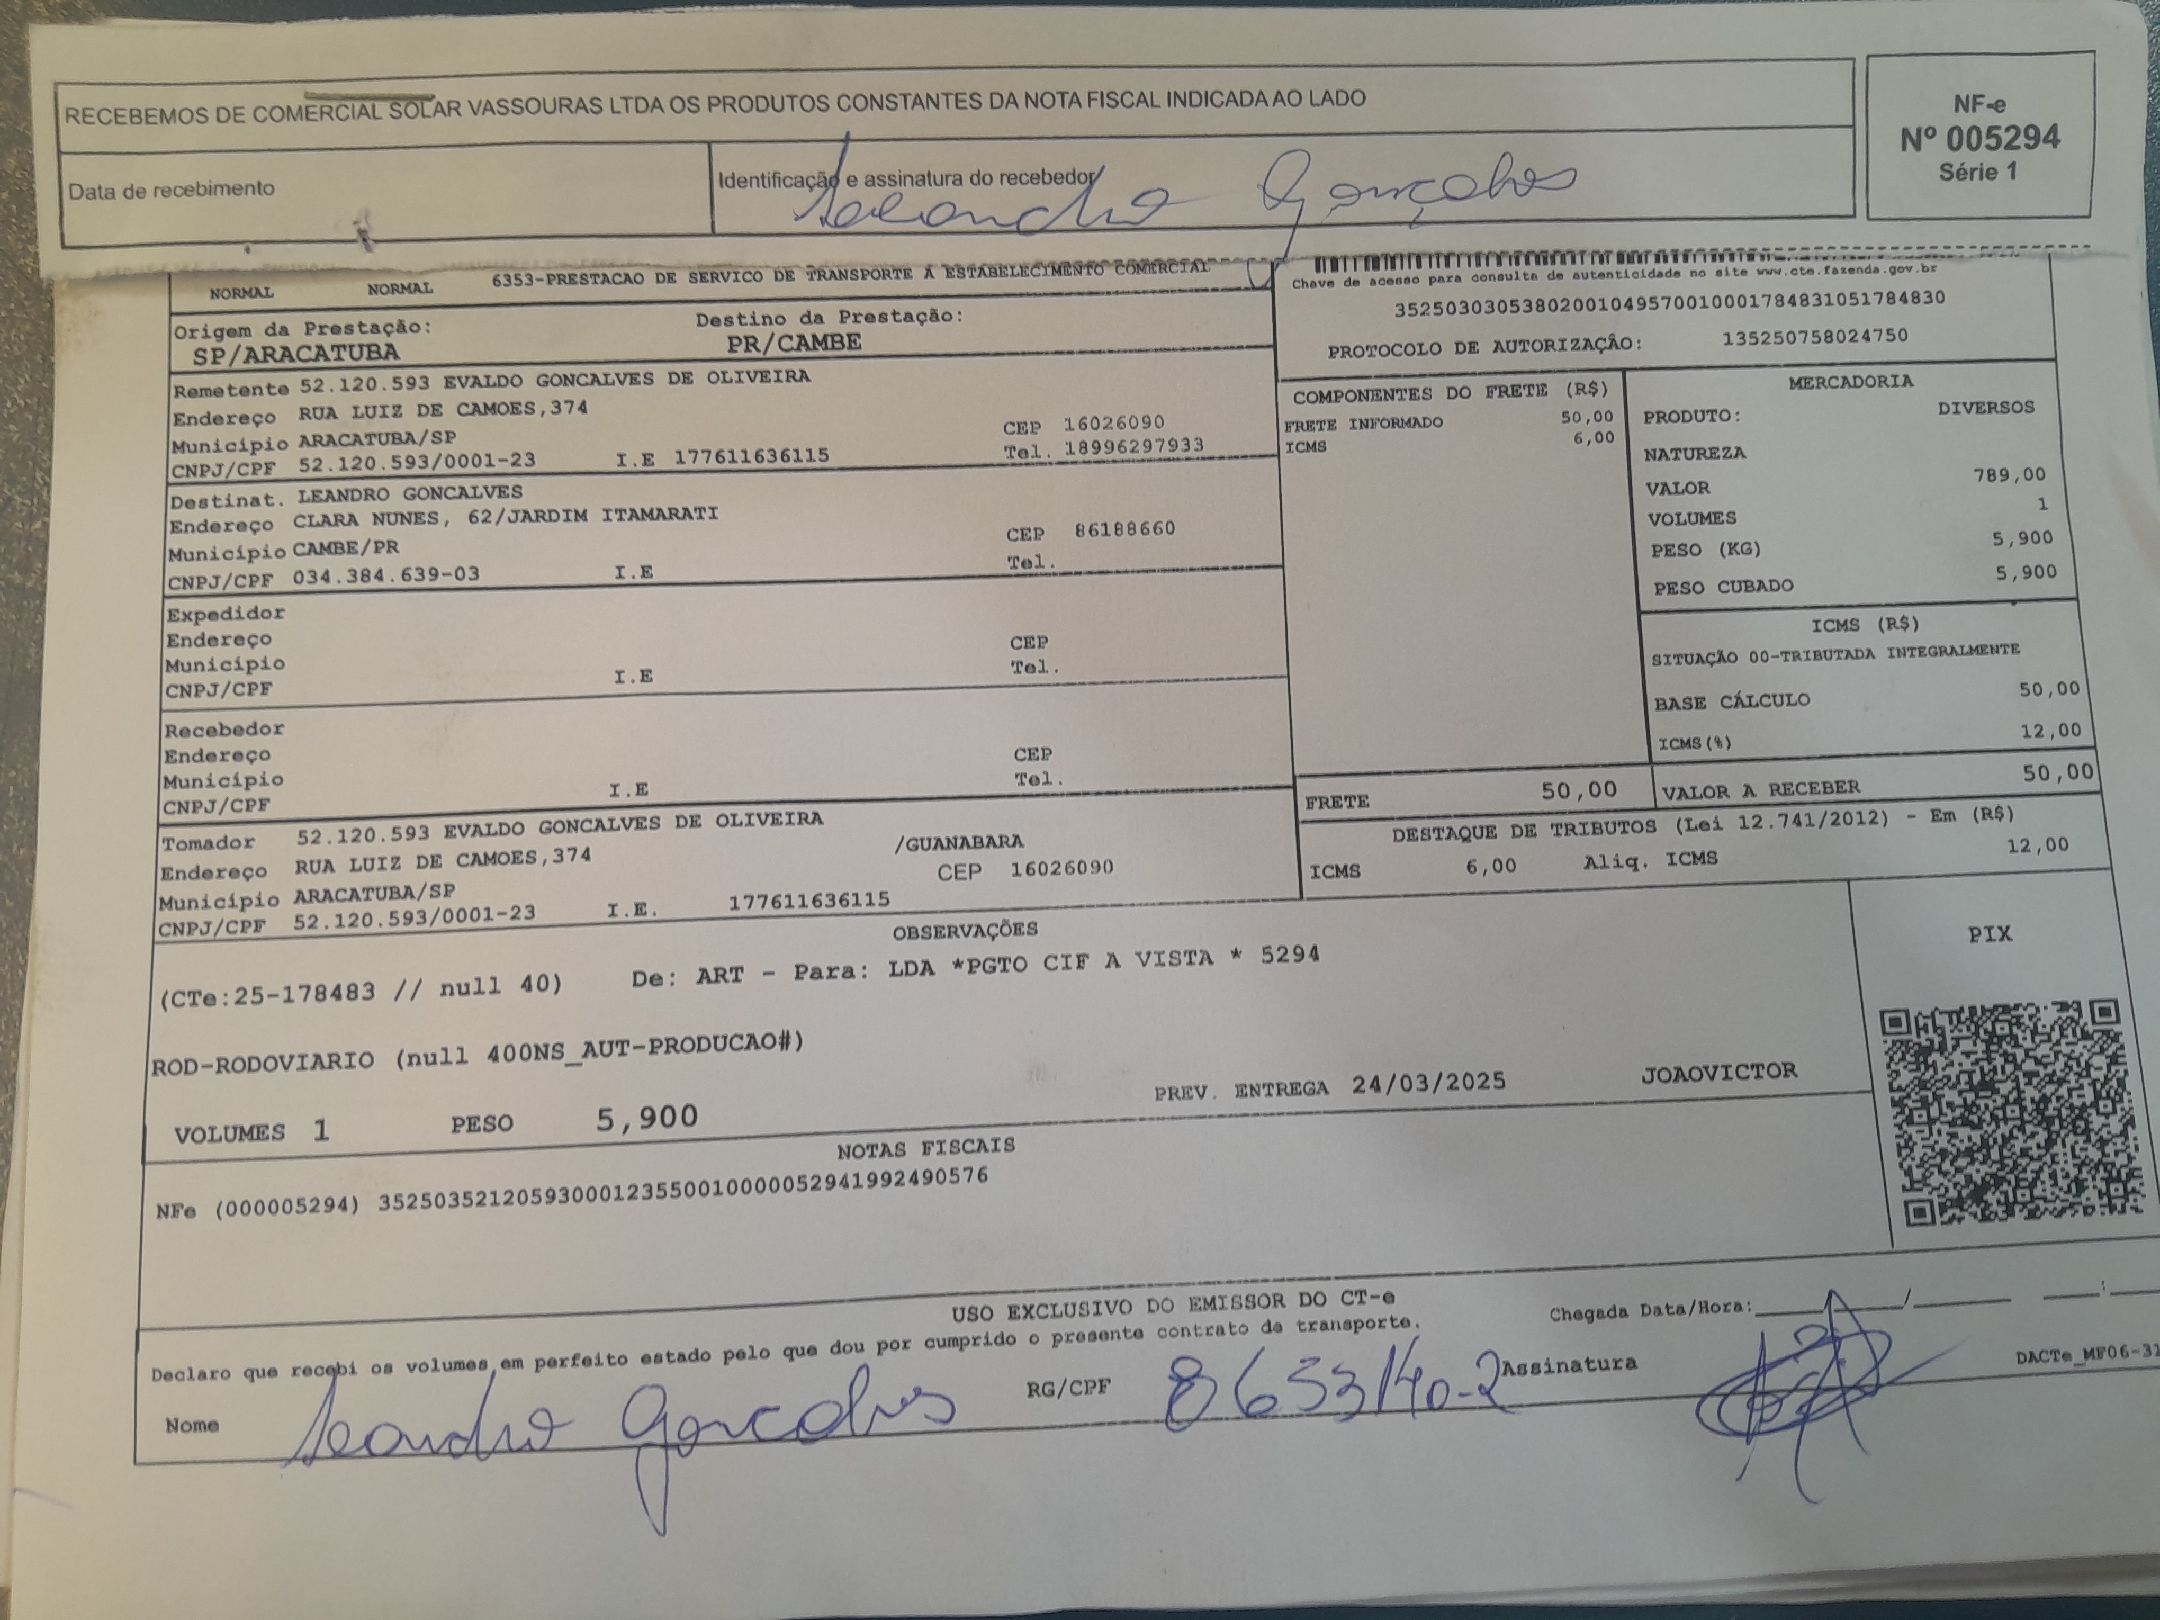 RECEBEMOS DE COMERCIAL SOLAR VASSOURAS LTDA OS PRODUTOS CONSTANTES DA NOTA FISCAL INDICADA AO LADO
NF-e
Nº 005294
Série 1
Data de recebimento
Identificação e assinatura do recebedor
Leandro Gonçalves
NORMAL NORMAL 6353-PRESTACAO DE SERVICO DE TRANSPORTE A ESTABELECIMENTO COMERCIAL
Chave de acesso para consulta de autenticidade no site www.cte.fazenda.gov.br
35250303053802001049570010001784831051784830
PROTOCOLO DE AUTORIZAÇÃO: 135250758024750
Origem da Prestação: Destino da Prestação:
SP/ARACATUBA PR/CAMBE
Remetente 52.120.593 EVALDO GONCALVES DE OLIVEIRA
Endereço RUA LUIZ DE CAMOES,374
Município ARACATUBA/SP CEP 16026090
CNPJ/CPF 52.120.593/0001-23 I.E 177611636115 Tel. 18996297933
Destinat. LEANDRO GONCALVES
Endereço CLARA NUNES, 62/JARDIM ITAMARATI
Município CAMBE/PR CEP 86188660
CNPJ/CPF 034.384.639-03 I.E Tel.
Expedidor
Endereço
Município CEP
CNPJ/CPF I.E Tel.
Recebedor
Endereço
Município CEP
CNPJ/CPF I.E Tel.
Tomador 52.120.593 EVALDO GONCALVES DE OLIVEIRA
Endereço RUA LUIZ DE CAMOES,374 /GUANABARA
Município ARACATUBA/SP CEP 16026090
CNPJ/CPF 52.120.593/0001-23 I.E. 177611636115
COMPONENTES DO FRETE (R$)
FRETE INFORMADO 50,00
ICMS 6,00
MERCADORIA
PRODUTO: DIVERSOS
NATUREZA
VALOR 789,00
VOLUMES 1
PESO (KG) 5,900
PESO CUBADO 5,900
ICMS (R$)
SITUAÇÃO 00-TRIBUTADA INTEGRALMENTE
BASE CÁLCULO 50,00
ICMS(%) 12,00
FRETE 50,00 VALOR A RECEBER 50,00
DESTAQUE DE TRIBUTOS (Lei 12.741/2012) - Em (R$)
ICMS 6,00 Aliq. ICMS 12,00
OBSERVAÇÕES
(CTe:25-178483 // null 40) De: ART - Para: LDA *PGTO CIF A VISTA * 5294
PIX
ROD-RODOVIARIO (null 400NS_AUT-PRODUCAO#)
VOLUMES 1 PESO 5,900 PREV. ENTREGA 24/03/2025 JOAOVICTOR
NOTAS FISCAIS
NFe (000005294) 35250352120593000123550010000052941992490576
USO EXCLUSIVO DO EMISSOR DO CT-e
Declaro que recebi os volumes em perfeito estado pelo que dou por cumprido o presente contrato de transporte.
Chegada Data/Hora:____/____/____ __:
Nome Leandro Goncalves RG/CPF 8653140-2 Assinatura
DACTe_MF06-31